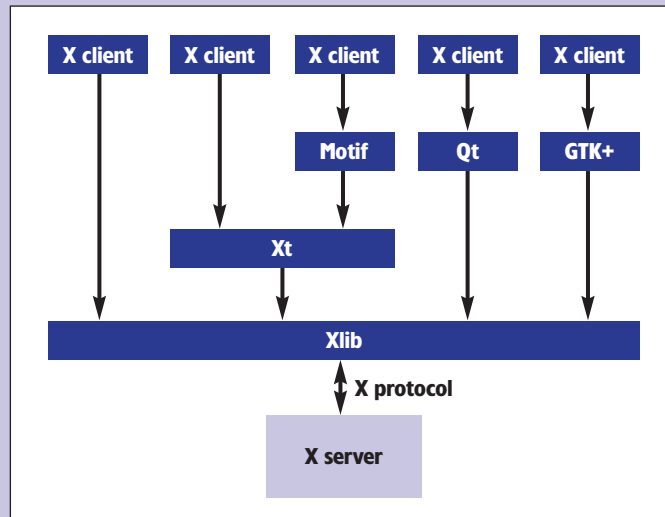 X client X client X client X client X client
Motif Qt GTK+
Xt
Xlib
X protocol
X server